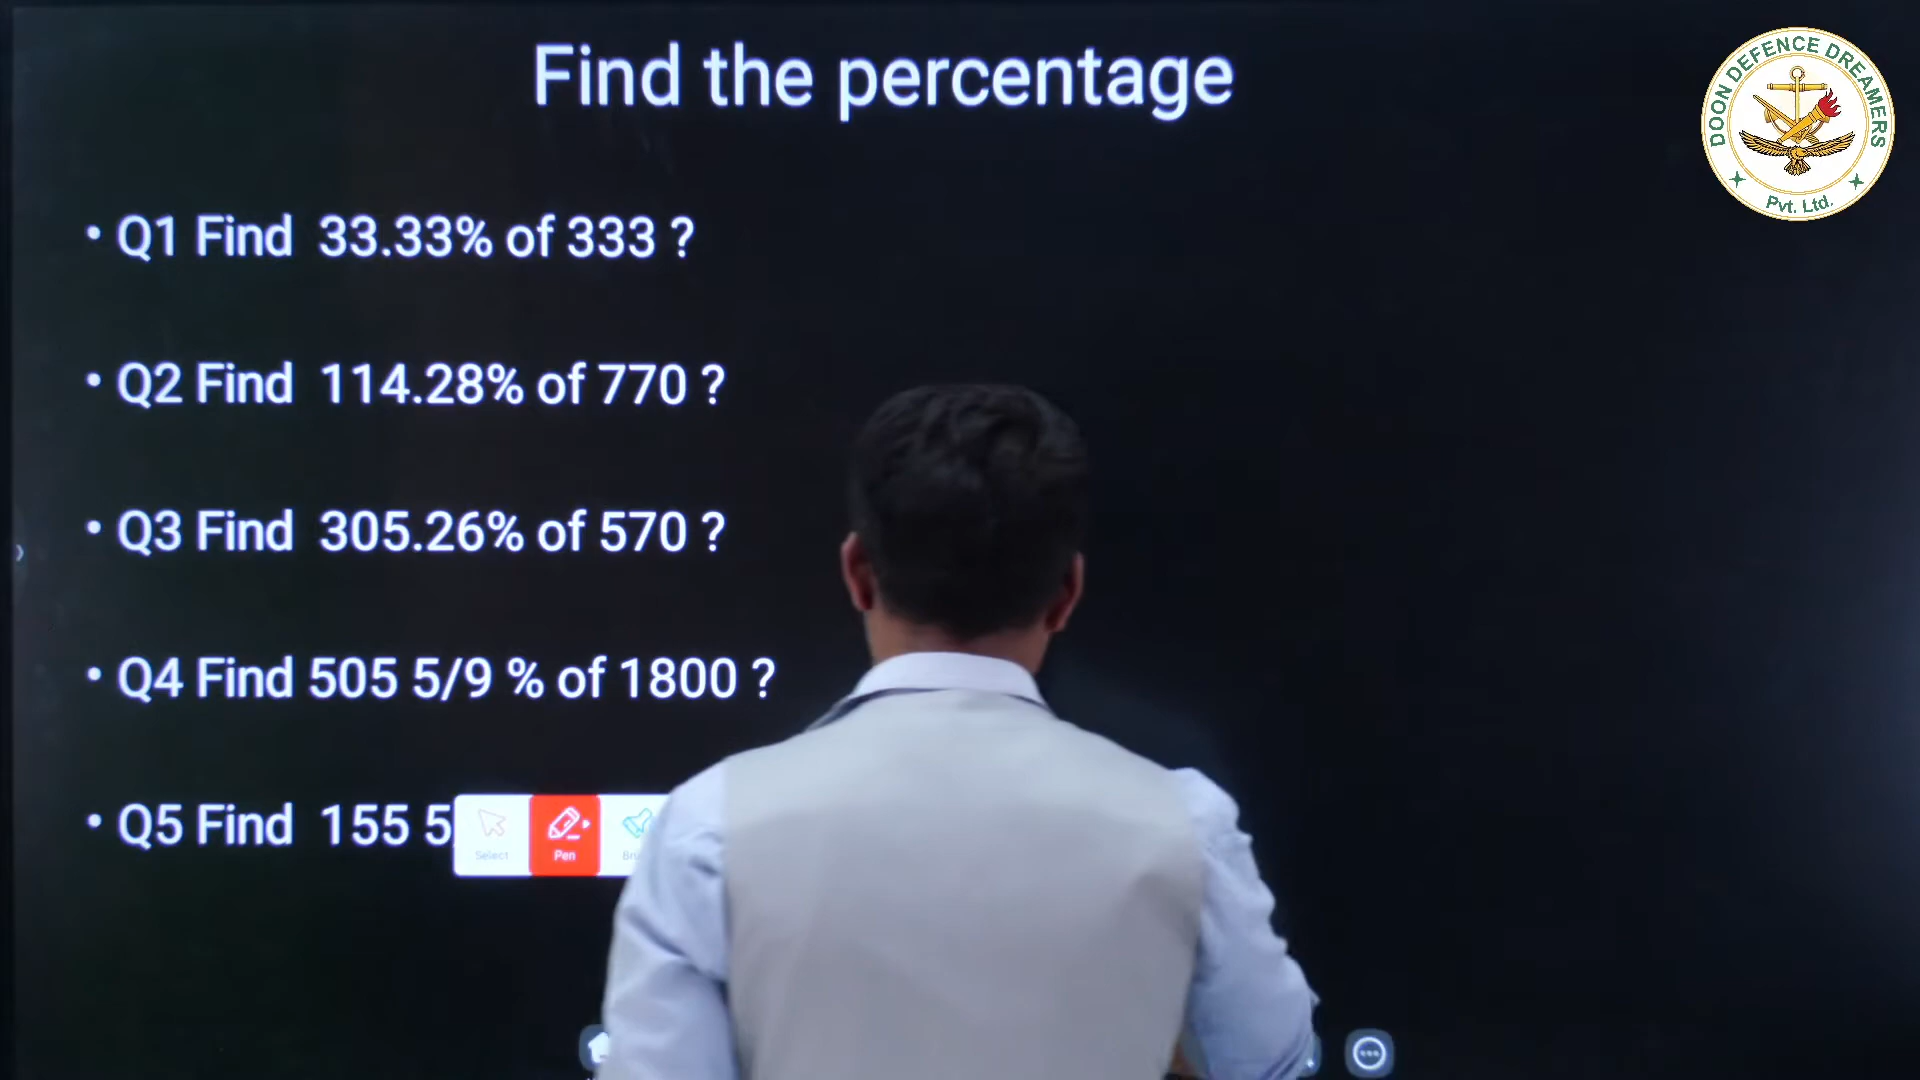 Find the percentage
DOON DEFENCE DREAMERS
Pvt. Ltd.
• Q1 Find 33.33% of 333 ?
• Q2 Find 114.28% of 770 ?
• Q3 Find 305.26% of 570 ?
• Q4 Find 505 5/9 % of 1800 ?
• Q5 Find 155 5
Select Pen